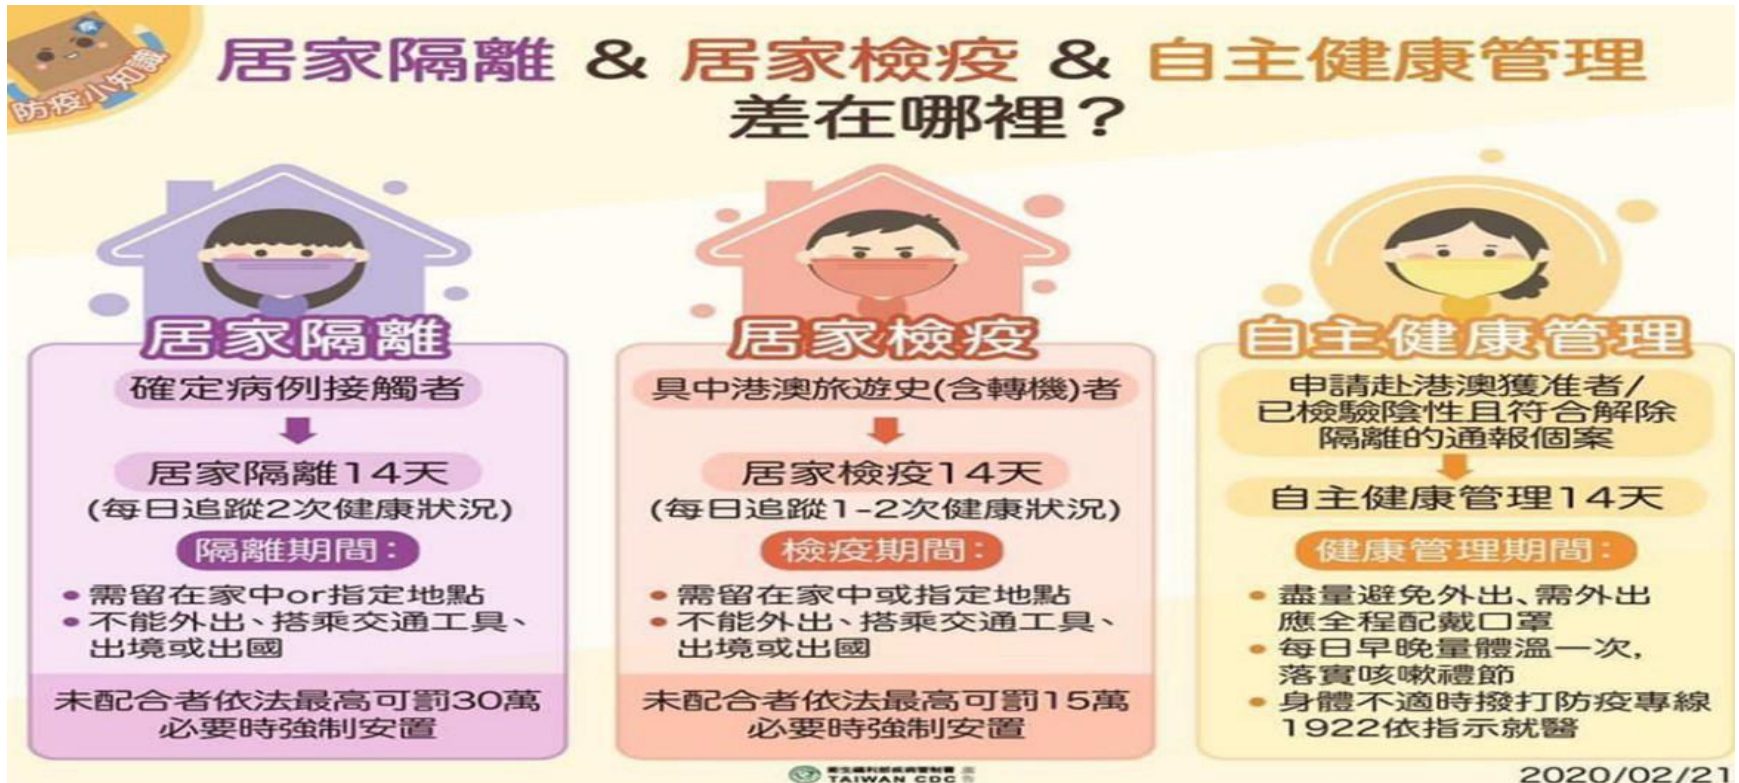 防疫小知識
居家隔離 & 居家檢疫 & 自主健康管理
差在哪裡？
居家隔離
確定病例接觸者
居家隔離14天
(每日追蹤2次健康狀況)
隔離期間：
• 需留在家中or指定地點
• 不能外出、搭乘交通工具、
出境或出國
未配合者依法最高可罰30萬
必要時強制安置
居家檢疫
具中港澳旅遊史(含轉機)者
居家檢疫14天
(每日追蹤1-2次健康狀況)
檢疫期間：
• 需留在家中或指定地點
• 不能外出、搭乘交通工具、
出境或出國
未配合者依法最高可罰15萬
必要時強制安置
自主健康管理
申請赴港澳獲准者/
已檢驗陰性且符合解除
隔離的通報個案
自主健康管理14天
健康管理期間：
• 盡量避免外出、需外出
應全程配戴口罩
• 每日早晚量體溫一次,
落實咳嗽禮節
• 身體不適時撥打防疫專線
1922依指示就醫
衛生福利部疾病管制署
TAIWAN CDC
2020/02/21